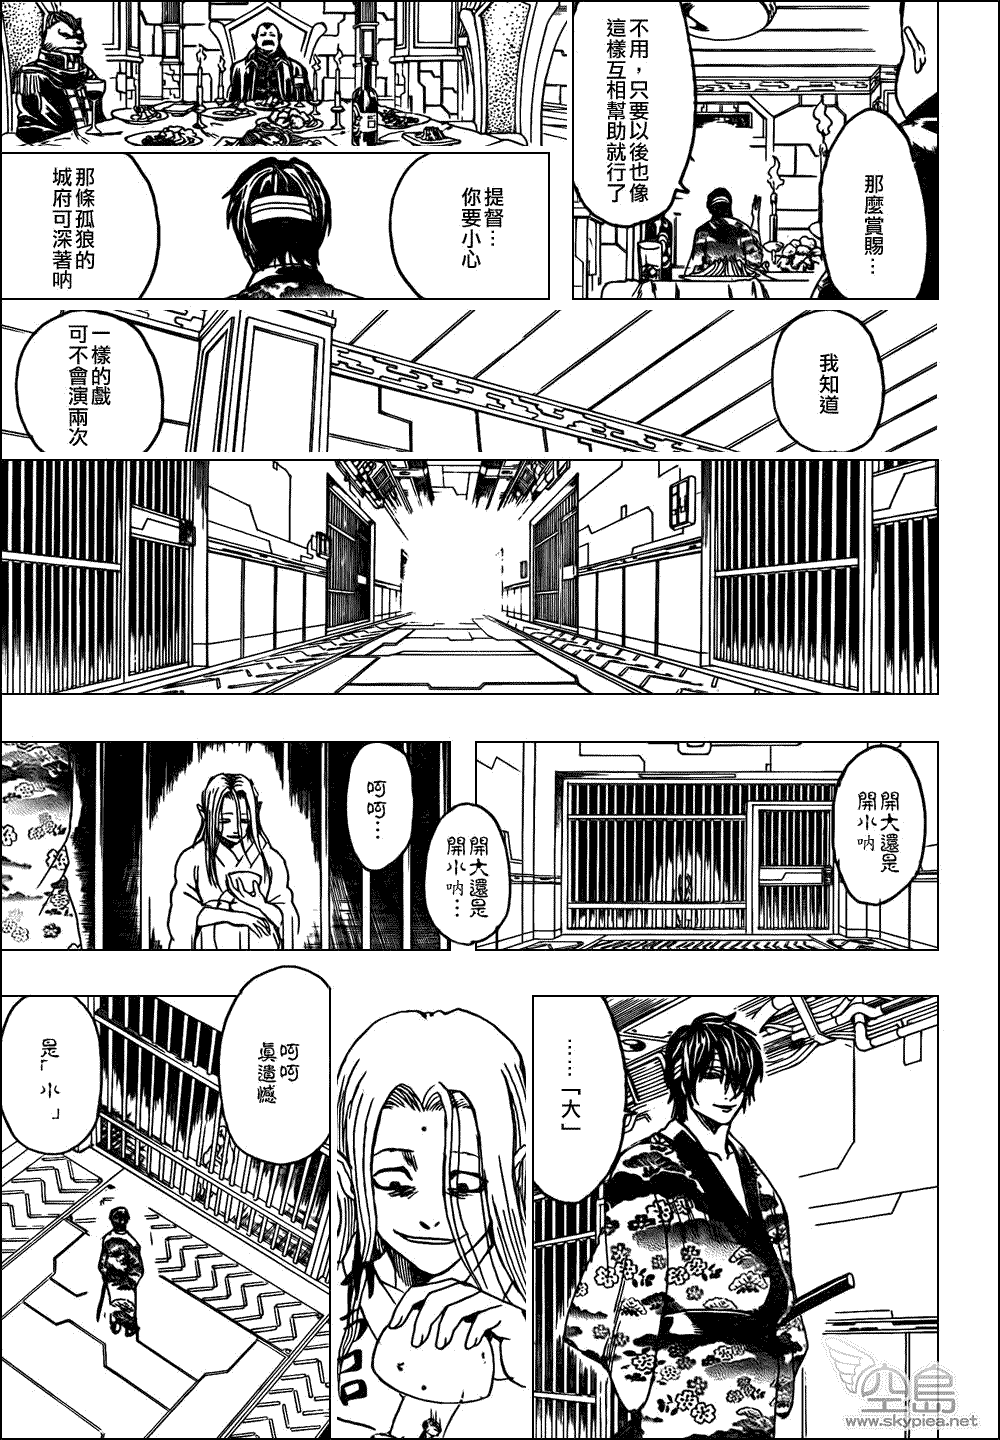 那麼賞賜…
不用，只要以後也像
這樣互相幫助就行了
提督…
你要小心
那條孤狼的
城府可深著吶
我知道
一樣的戲
可不會演兩次
開大還是
開小吶
開大還是
開小吶…
呵呵…
……「大」
呵呵
真遺憾
是「小」
空島
www.skypiea.net